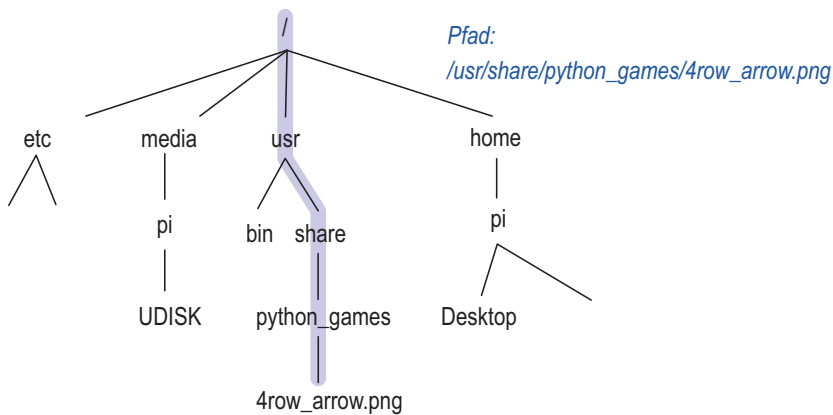 /
Pfad:
/usr/share/python_games/4row_arrow.png
etc media usr home
pi bin share pi
UDISK python_games Desktop
4row_arrow.png